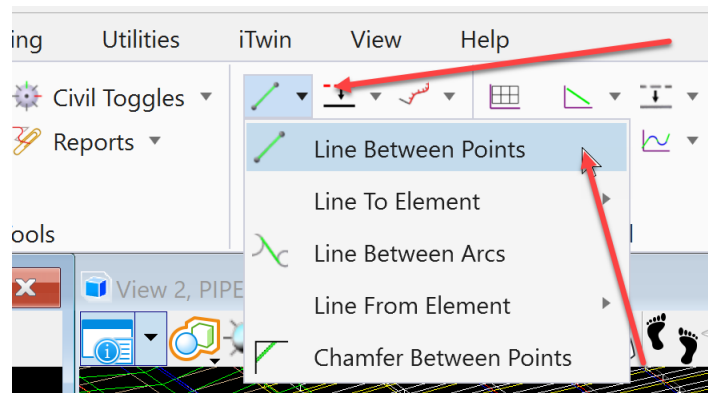 ing Utilities iTwin View Help
Civil Toggles
Reports
Line Between Points
Line To Element
ools
Line Between Arcs
View 2, PIPE
Line From Element
Chamfer Between Points